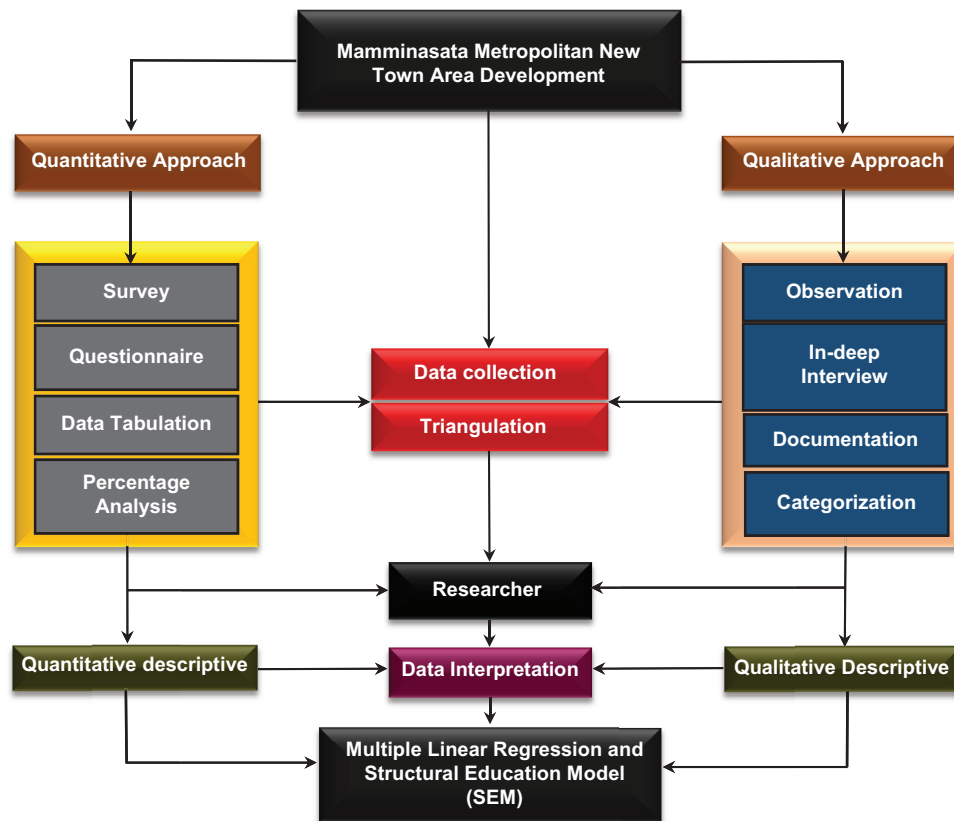 Mamminasata Metropolitan New
Town Area Development
Quantitative Approach
Qualitative Approach
Survey
Questionnaire
Data Tabulation
Percentage
Analysis
Data collection
Triangulation
Observation
In-deep
Interview
Documentation
Categorization
Researcher
Quantitative descriptive
Data Interpretation
Qualitative Descriptive
Multiple Linear Regression and
Structural Education Model
(SEM)